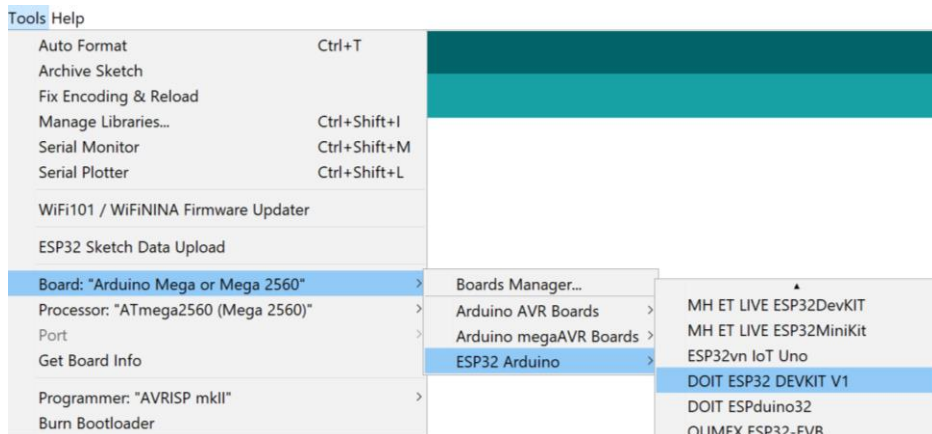 Tools Help
Auto Format Ctrl+T
Archive Sketch
Fix Encoding & Reload
Manage Libraries... Ctrl+Shift+I
Serial Monitor Ctrl+Shift+M
Serial Plotter Ctrl+Shift+L
WiFi101 / WiFiNINA Firmware Updater
ESP32 Sketch Data Upload
Board: "Arduino Mega or Mega 2560"
Processor: "ATmega2560 (Mega 2560)"
Port
Get Board Info
Programmer: "AVRISP mkII"
Burn Bootloader
Boards Manager...
Arduino AVR Boards
Arduino megaAVR Boards
ESP32 Arduino
MH ET LIVE ESP32DevKIT
MH ET LIVE ESP32MiniKit
ESP32vn IoT Uno
DOIT ESP32 DEVKIT V1
DOIT ESPduino32
OLIMEX ESP32-EVB